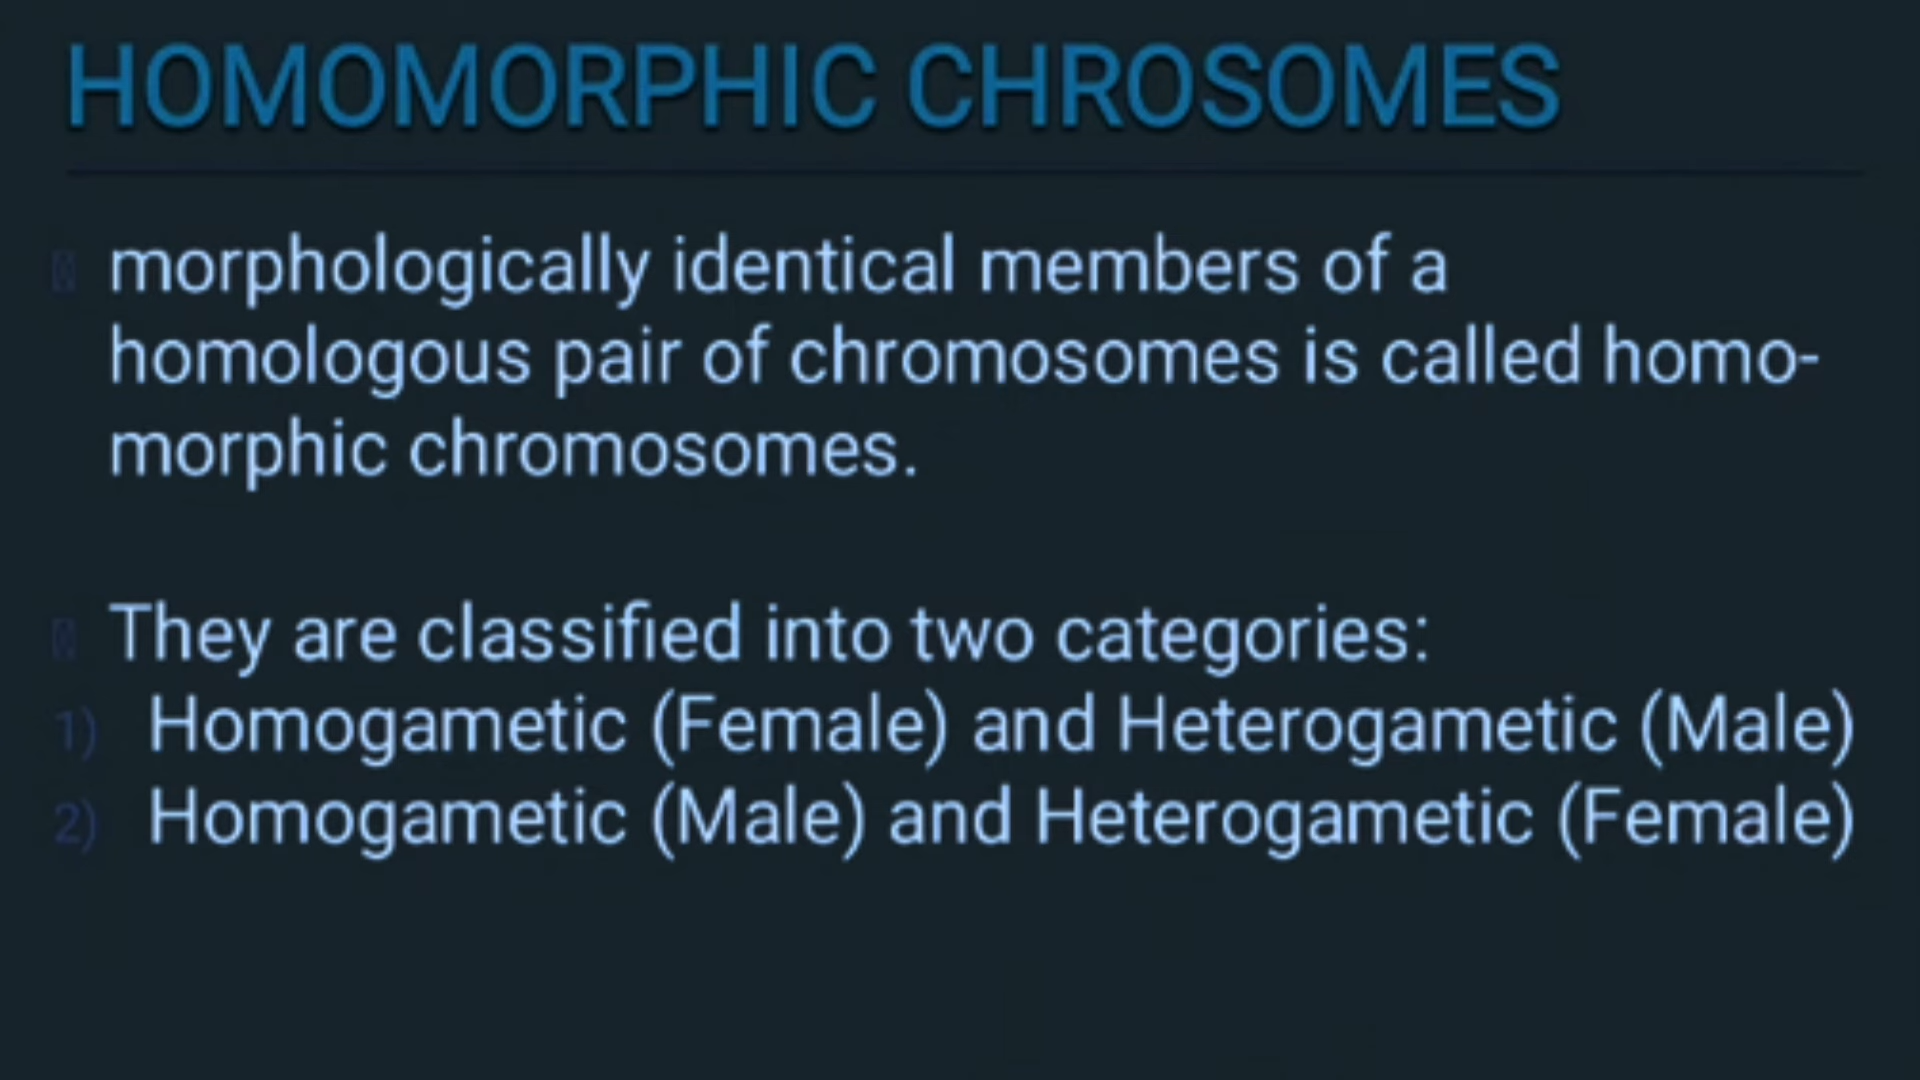 HOMOMORPHIC CHROSOMES
morphologically identical members of a
homologous pair of chromosomes is called homo-
morphic chromosomes.
They are classified into two categories:
1) Homogametic (Female) and Heterogametic (Male)
2) Homogametic (Male) and Heterogametic (Female)